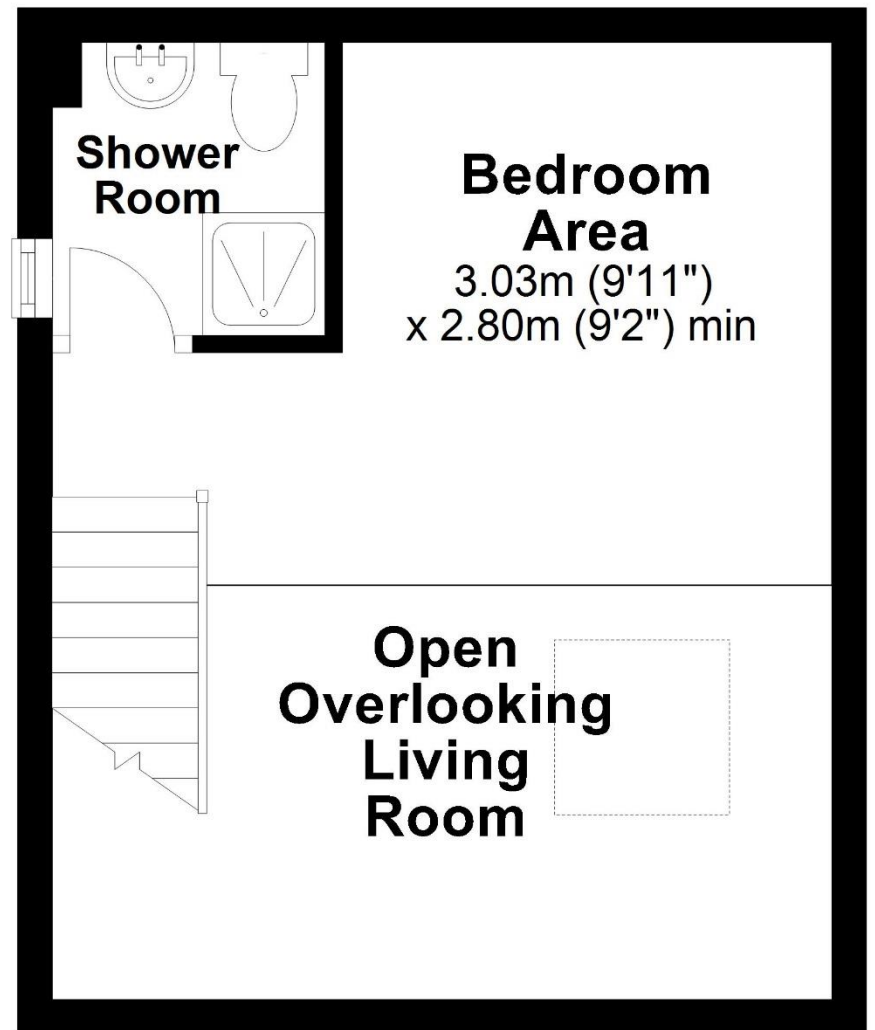 Shower
Room
Bedroom
Area
3.03m (9'11")
x 2.80m (9'2") min
Open
Overlooking
Living
Room